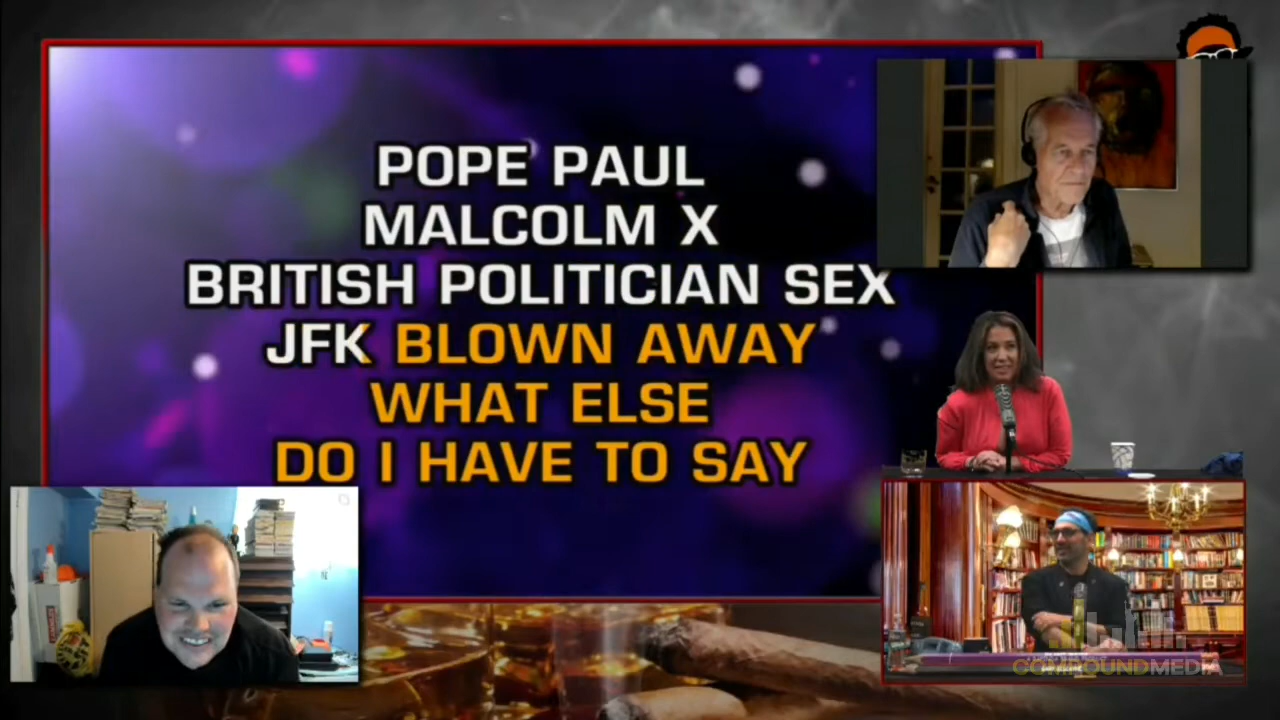 POPE PAUL
MALCOLM X
BRITISH POLITICIAN SEX
JFK BLOWN AWAY
WHAT ELSE
DO I HAVE TO SAY
COMPOUNDMEDIA